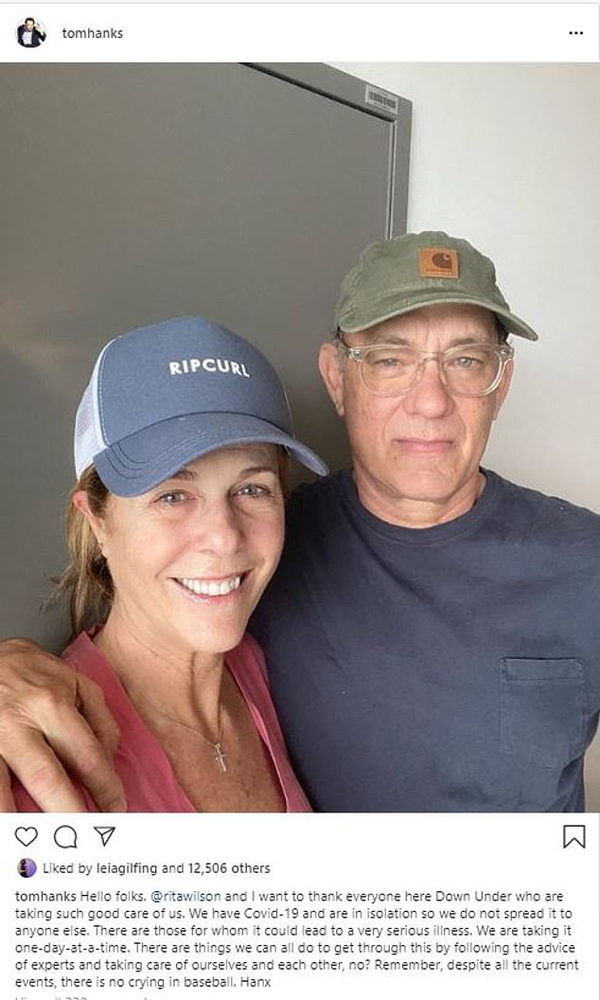 tomhanks
RIPCURL
Liked by leiagilfing and 12,506 others
tomhanks Hello folks. @ritawilson and I want to thank everyone here Down Under who are
taking such good care of us. We have Covid-19 and are in isolation so we do not spread it to
anyone else. There are those for whom it could lead to a very serious illness. We are taking it
one-day-at-a-time. There are things we can all do to get through this by following the advice
of experts and taking care of ourselves and each other, no? Remember, despite all the current
events, there is no crying in baseball. Hanx